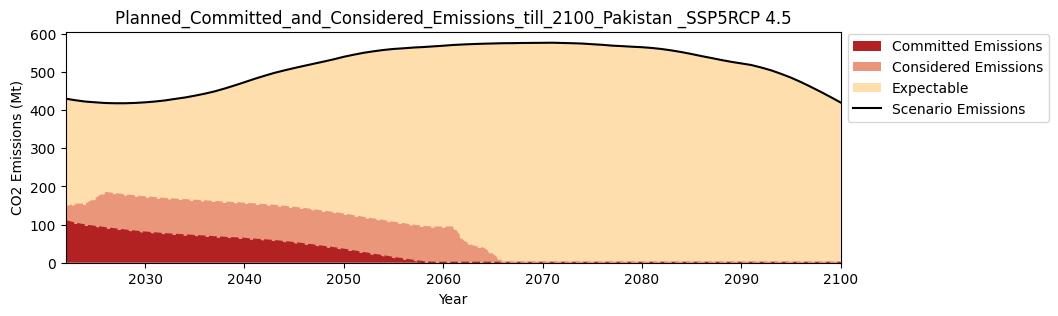 Planned_Committed_and_Considered_Emissions_till_2100_Pakistan _SSP5RCP 4.5
CO2 Emissions (Mt)
600
500
400
300
200
100
0
2030 2040 2050 2060 2070 2080 2090 2100
Year
Committed Emissions
Considered Emissions
Expectable
Scenario Emissions